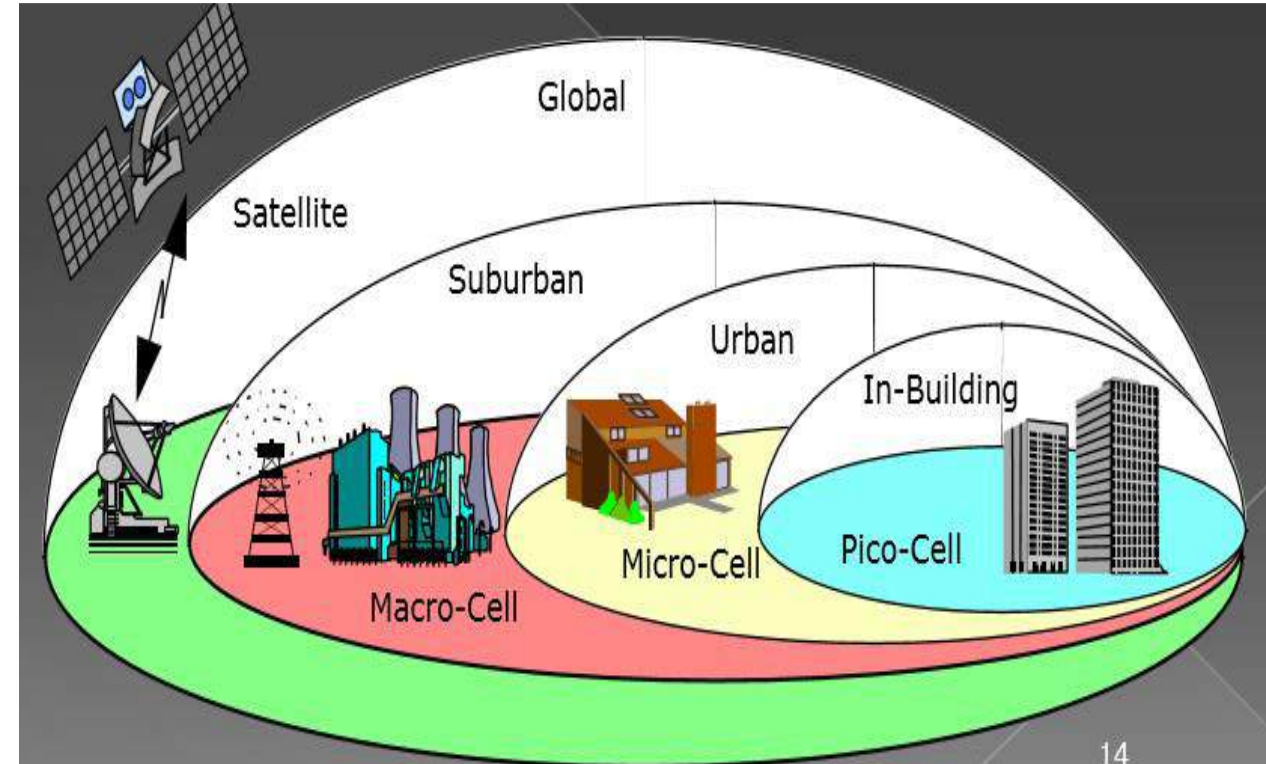 Global
Satellite
Suburban
Urban
In-Building
Pico-Cell
Micro-Cell
Macro-Cell
14